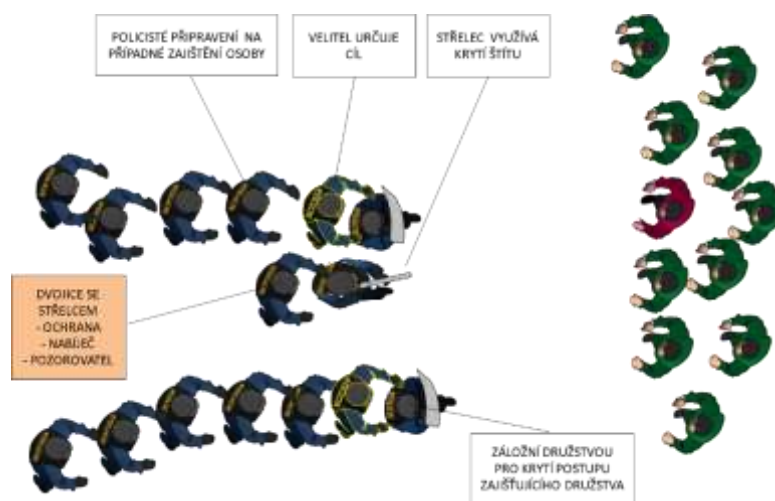 POLICISTÉ PŘIPRAVENÍ NA
PŘÍPADNÉ ZAJIŠTĚNÍ OSOBY
VELITEL URČUJE
CÍL
STŘELEC VYUŽÍVÁ
KRYTÍ ŠTÍTU
DVOJICE SE
STŘELCEM
- OCHRANA
- NABÍJEČ
- POZOROVATEL
ZÁLOŽNÍ DRUŽSTVOU
PRO KRYTÍ POSTUPU
ZAJIŠŤUJÍCÍHO DRUŽSTVA